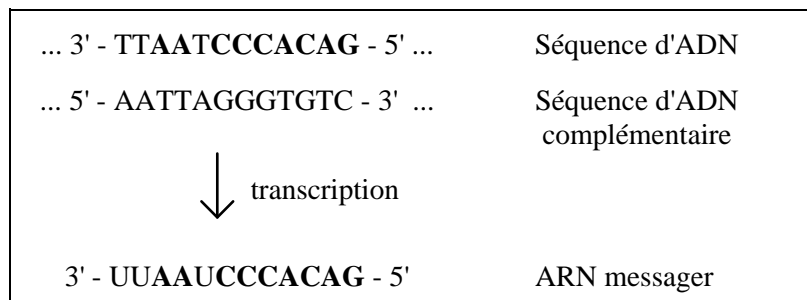 ... 3' - TTAATCCCACAG - 5' ... Séquence d'ADN
... 5' - AATTAGGGTGTC - 3' ... Séquence d'ADN
complémentaire
transcription
3' - UUAAUCCCACAG - 5' ARN messager